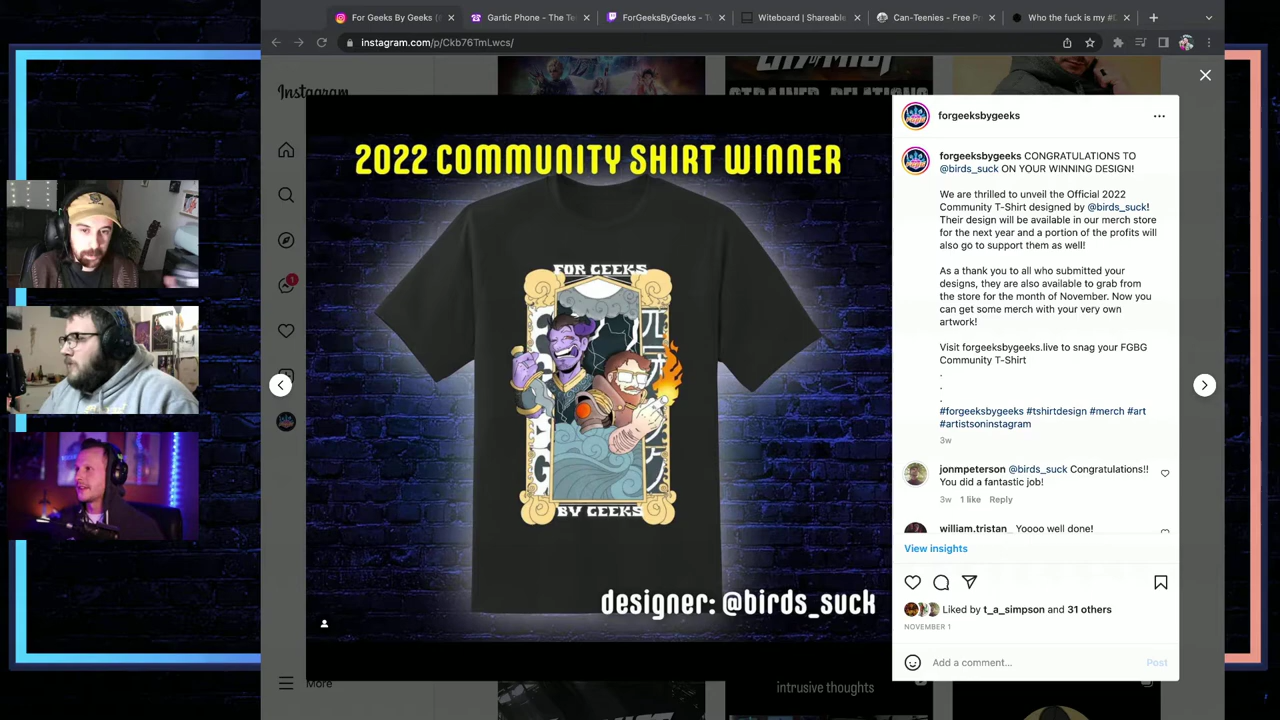 For Geeks By Geeks (
Gartic Phone - The Te
ForGeeksByGeeks - Tw
Witeboard | Shareable
Can-Teenies - Free P
Who the fuck is my #
instagram.com/p/Ckb76TmLwcs/
Instagram
STRAINER RELATIONS
2022 COMMUNITY SHIRT WINNER
FOR GEEKS
BY GEEKS
designer: @birds_suck
1
More
intrusive thoughts
forgeeksbygeeks
forgeeksbygeeks CONGRATULATIONS TO
@birds_suck ON YOUR WINNING DESIGN!
We are thrilled to unveil the Official 2022
Community T-Shirt designed by @birds_suck!
Their design will be available in our merch store
for the next year and a portion of the profits will
also go to support them as well!
As a thank you to all who submitted your
designs, they are also available to grab from
the store for the month of November. Now you
can get some merch with your very own
artwork!
Visit forgeeksbygeeks.live to snag your FGBG
Community T-Shirt
.
.
.
#forgeeksbygeeks #tshirtdesign #merch #art
#artistsoninstagram
3w
jonmpeterson @birds_suck Congratulations!!
You did a fantastic job!
3w 1 like Reply
william.tristan_ Yoooo well done!
View insights
Liked by t_a_simpson and 31 others
NOVEMBER 1
Add a comment...
Post